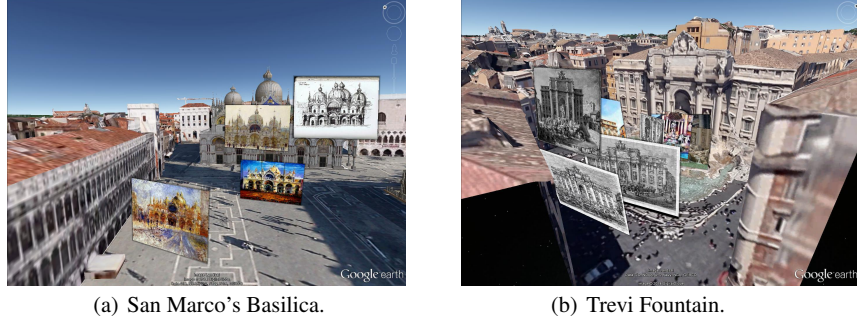 Google earth
Google earth
(a) San Marco's Basilica.
(b) Trevi Fountain.